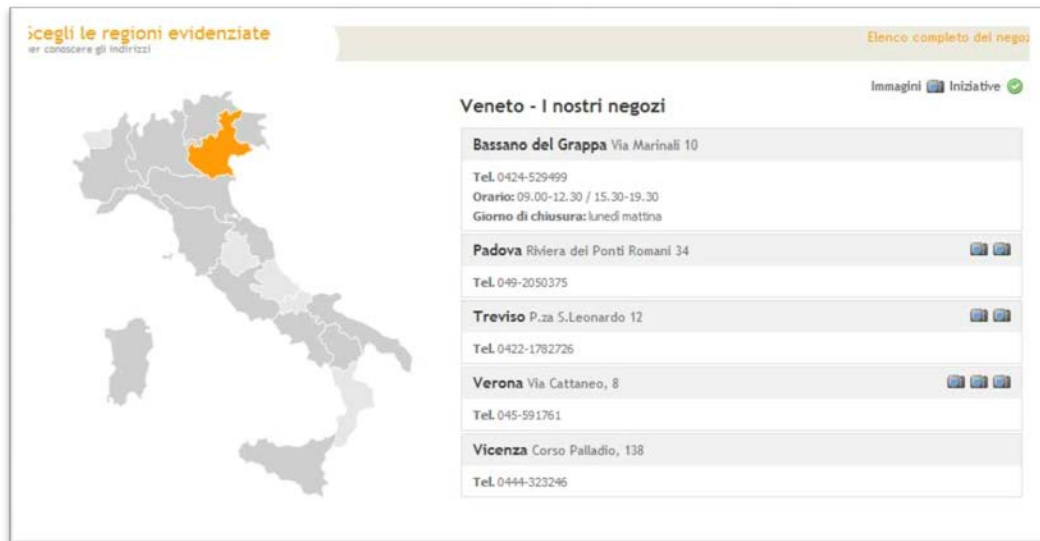 Scegli le regioni evidenziate
per conoscere gli indirizzi
Elenco completo dei
Immagini Iniziative
Veneto - I nostri negozi
Bassano del Grappa Via Marinali 10
Tel. 0424-529499
Orario: 09.00-12.30 / 15.30-19.30
Giorno di chiusura: lunedì mattina
Padova Riviera dei Ponti Romani 34
Tel. 049-2050375
Treviso P.za S.Leonardo 12
Tel. 0422-1782726
Verona Via Cattaneo, 8
Tel. 045-591761
Vicenza Corso Palladio, 138
Tel. 0444-323246